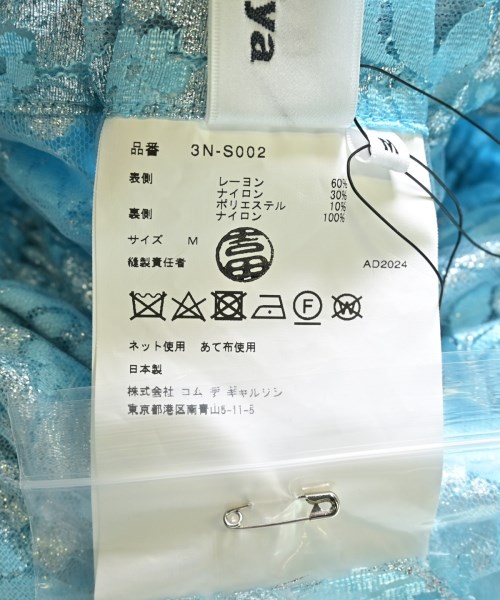 ya
M
品番 3N-S002
表側 レーヨン 60%
ナイロン 30%
ポリエステル 10%
裏側 ナイロン 100%
サイズ M
縫製責任者 吉田 AD2024
F
W
ネット使用 あて布使用
日本製
株式会社 コム デ ギャルソン
東京都港区南青山5-11-5